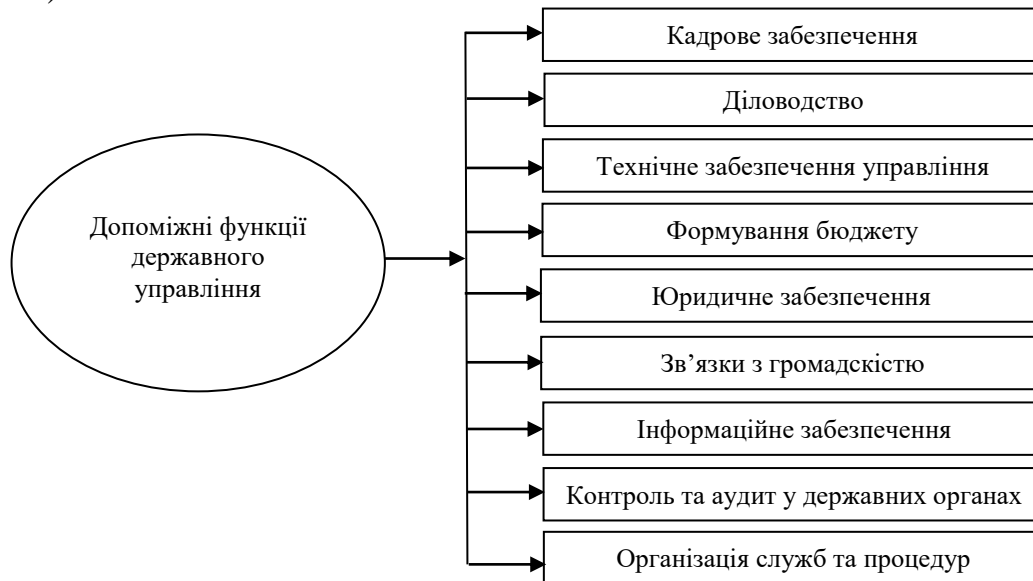 )
Допоміжні функції
державного
управління
Кадрове забезпечення
Діловодство
Технічне забезпечення управління
Формування бюджету
Юридичне забезпечення
Зв’язки з громадскістю
Інформаційне забезпечення
Контроль та аудит у державних органах
Організація служб та процедур